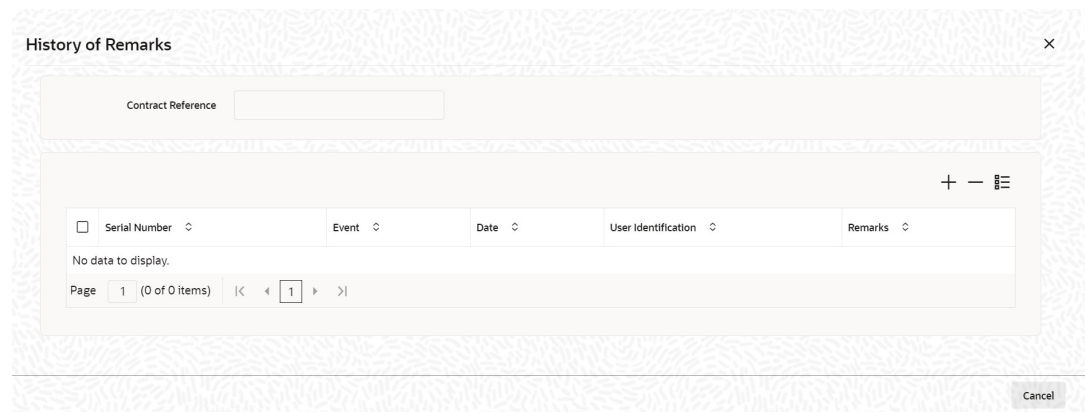 History of Remarks
Contract Reference
Serial Number Event Date User Identification Remarks
No data to display.
Page 1 (0 of 0 items) 1
Cancel